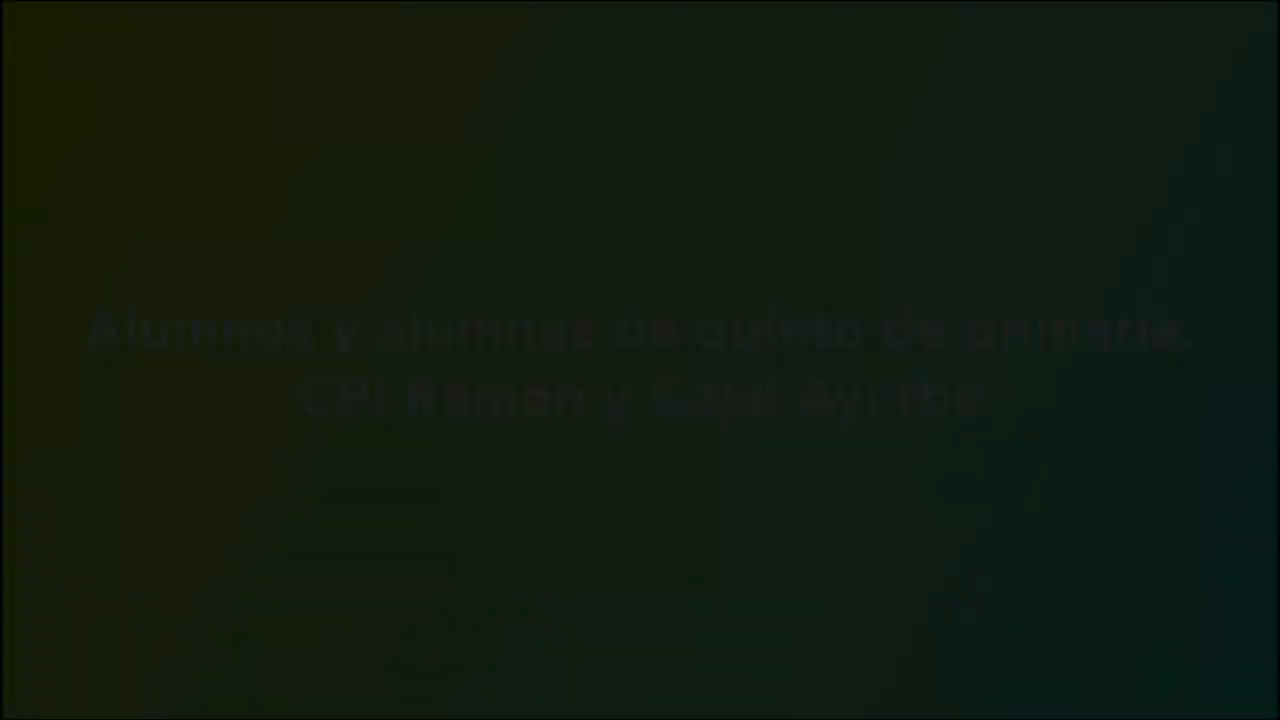 Alumnos y alumnas de quinto de primaria.
CPI Ramón y Cajal Ayerbe